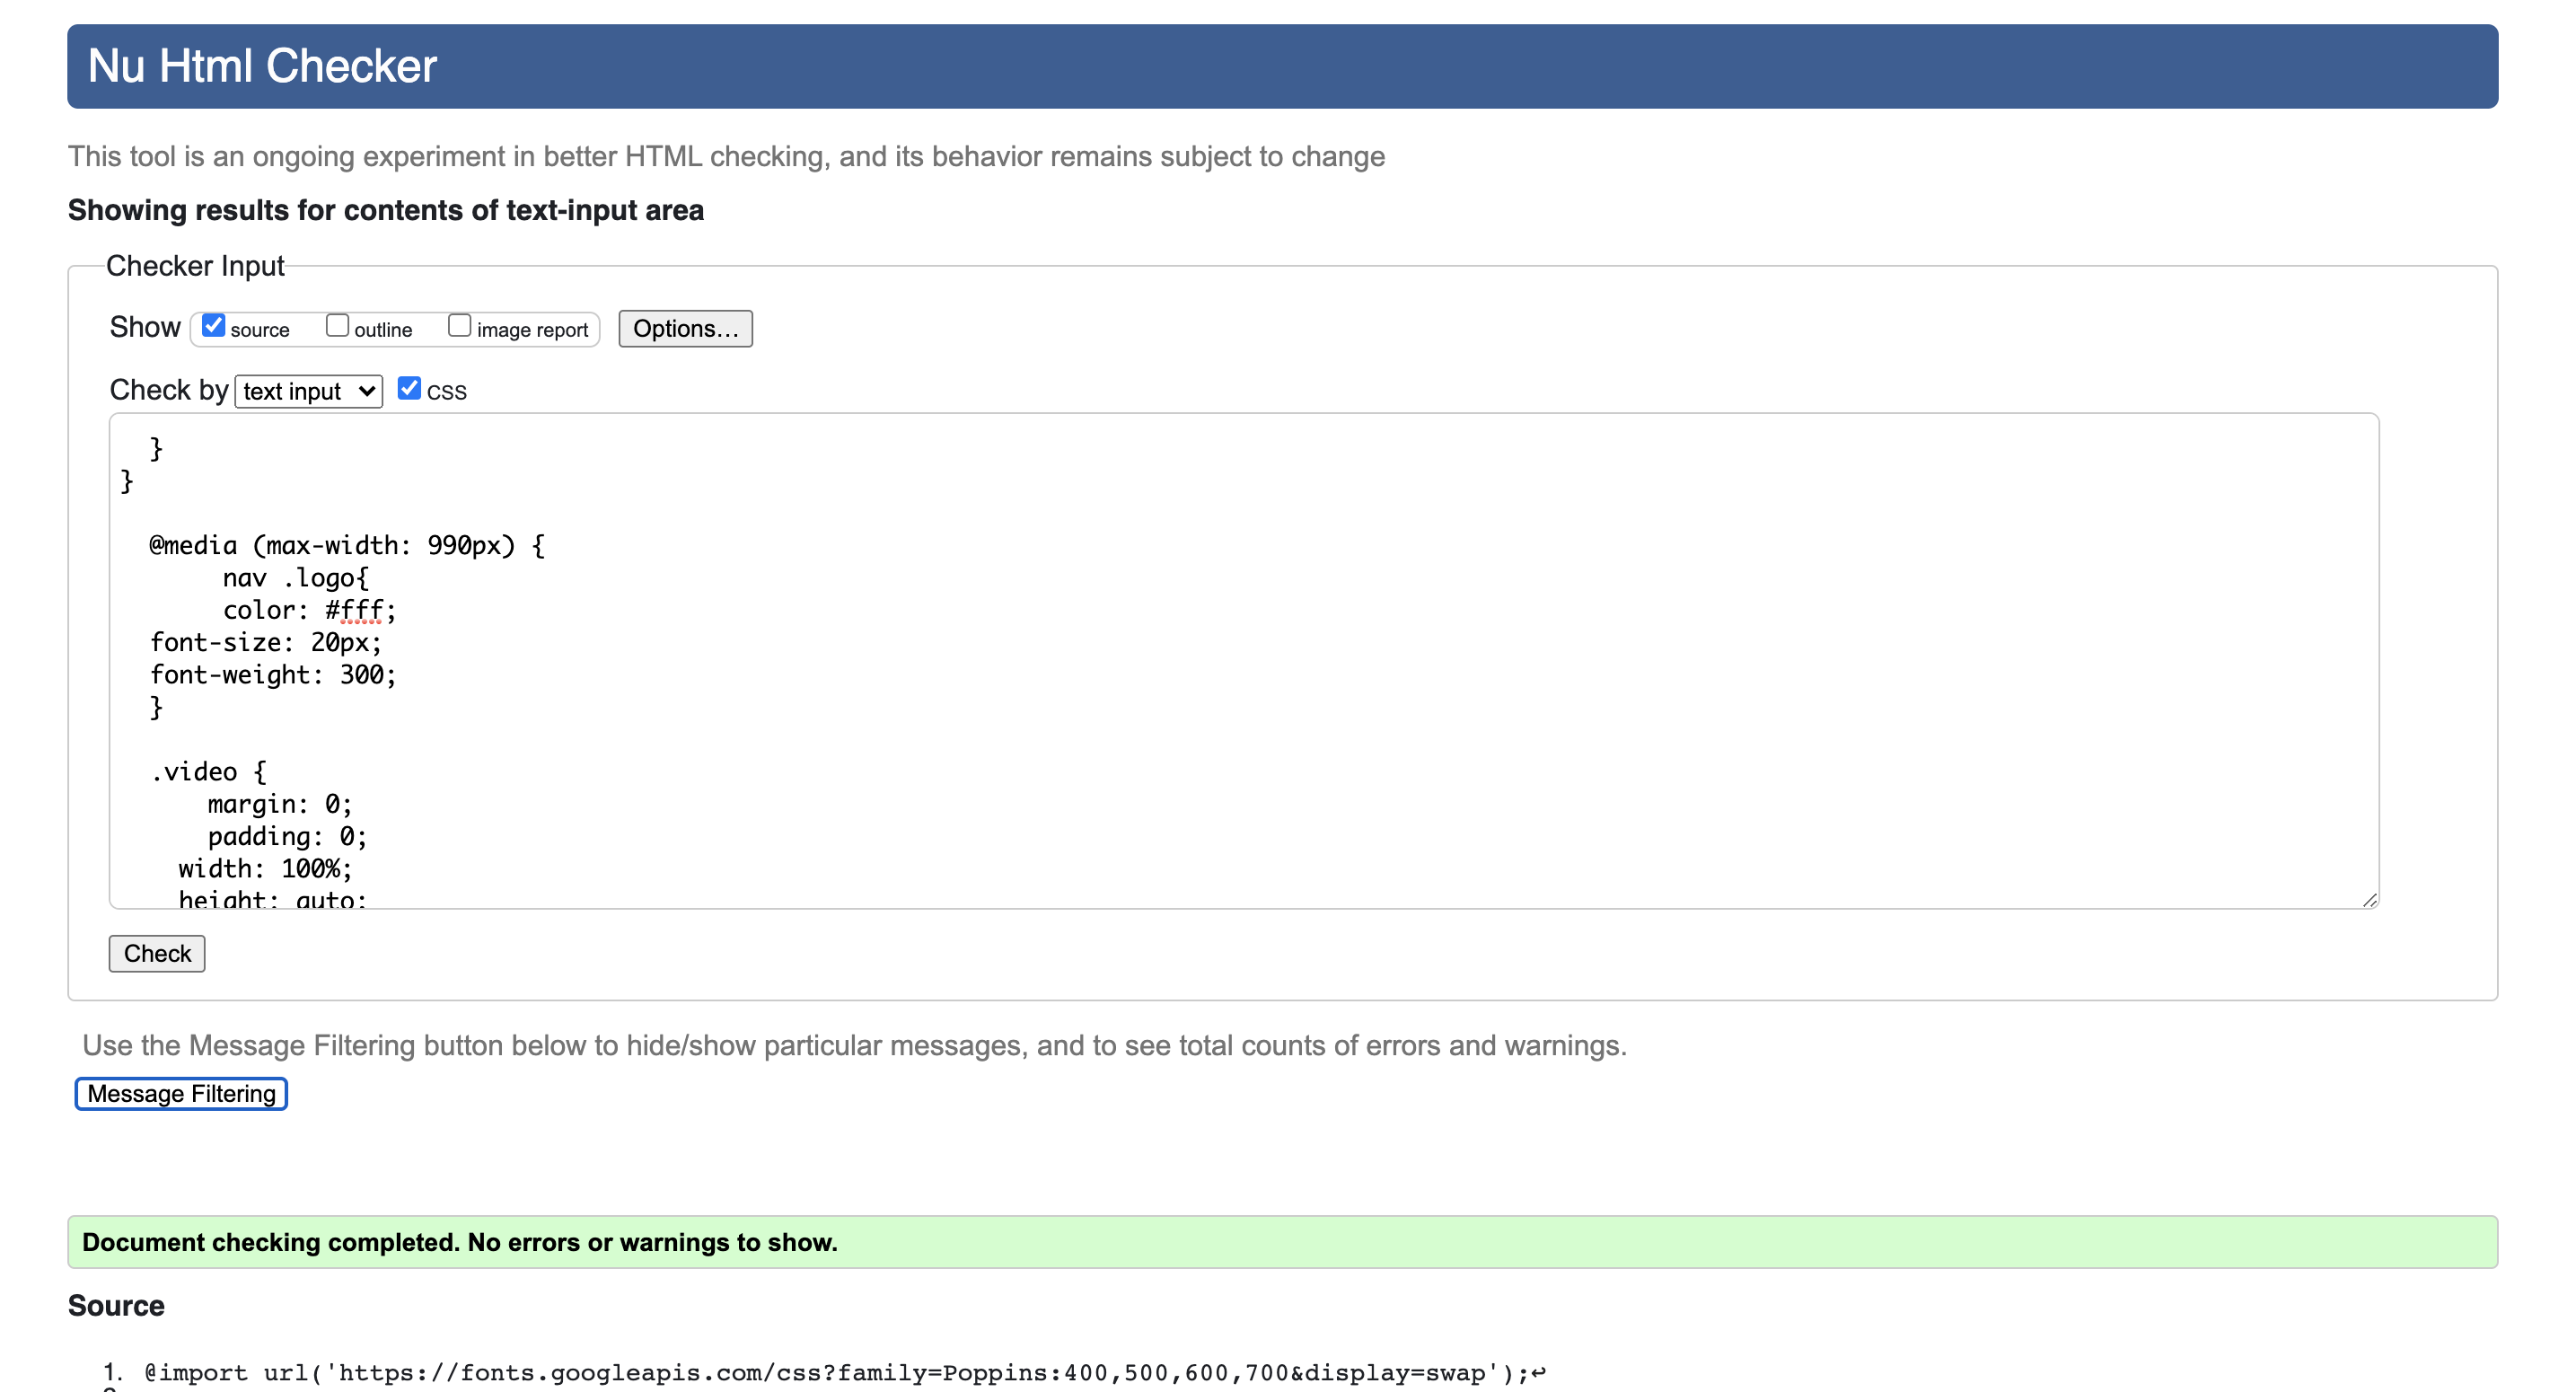 Nu Html Checker
This tool is an ongoing experiment in better HTML checking, and its behavior remains subject to change
Showing results for contents of text-input area
Checker Input
Show source outline image report Options...
Check by text input CSS
}
}
@media (max-width: 990px) {
nav .logo{
color: #fff;
font-size: 20px;
font-weight: 300;
}
.video {
margin: 0;
padding: 0;
width: 100%;
height: auto;
Check
Use the Message Filtering button below to hide/show particular messages, and to see total counts of errors and warnings.
Message Filtering
Document checking completed. No errors or warnings to show.
Source
1. @import url('https://fonts.googleapis.com/css?family=Poppins:400,500,600,700&display=swap');↩